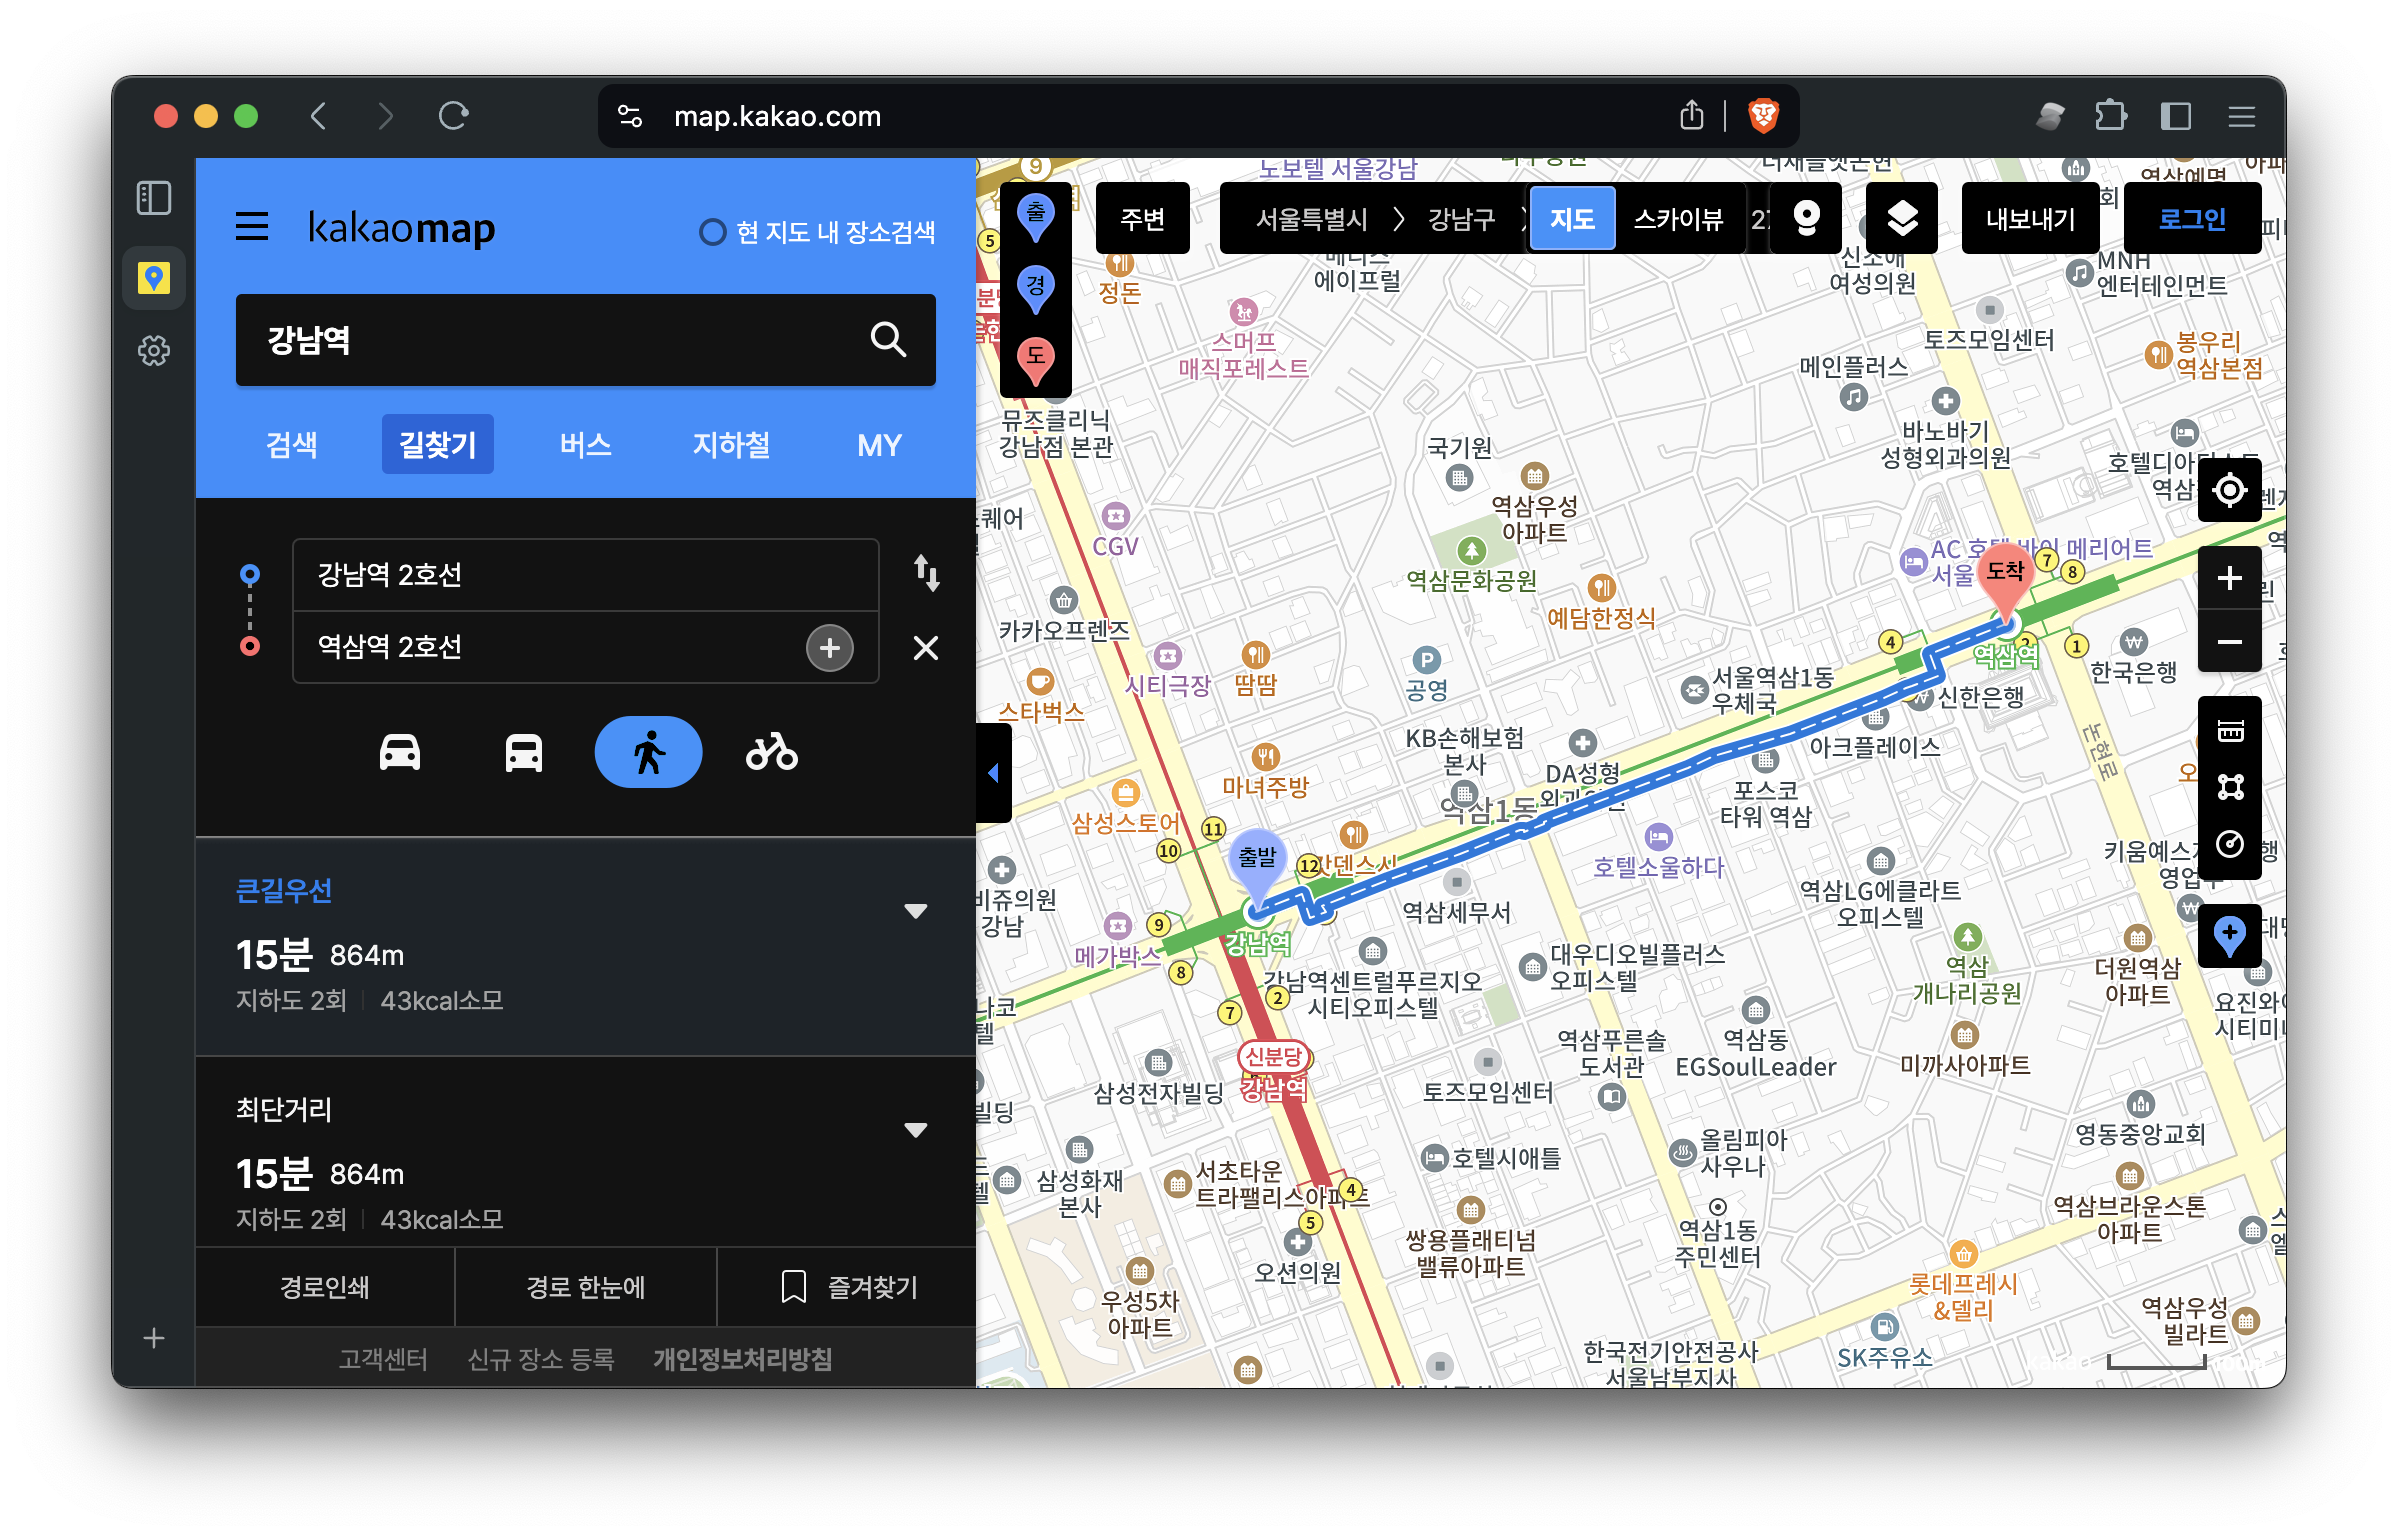 map.kakao.com
kakaomap
현 지도 내 장소검색
강남역
검색
길찾기
버스
지하철
MY
강남역 2호선
역삼역 2호선
큰길우선
15분 864m
지하도 2회
43kcal소모
최단거리
15분 864m
지하도 2회
43kcal소모
경로인쇄
경로 한눈에
즐겨찾기
고객센터
신규 장소 등록
개인정보처리방침
노보텔 서울강남
9
5
출
경
도
주변
서울특별시
강남구
지도
스카이뷰
내보내기
로그인
정돈
에이프럴
여성의원
MNH
엔터테인먼트
스머프
매직포레스트
토즈모임센터
봉우리
역삼본점
메인플러스
뮤즈클리닉
강남점 본관
국기원
바노바기
성형외과의원
역삼우성
아파트
CGV
역삼문화공원
AC 호텔 바이 메리어트
서울
도착
7
8
예담한정식
카카오프렌즈
4
2
1
역삼역
한국은행
시티극장
땀땀
공영
서울역삼1동
우체국
신한은행
스타벅스
KB손해보험
본사
아크플레이스
논현로
DA성형
마녀주방
역삼1동
포스코
타워 역삼
삼성스토어
11
10
출발
12
호텔소울하다
역삼LG에클라트
오피스텔
비쥬의원
강남
역삼세무서
9
메가박스
강남역
8
대우디오빌플러스
오피스텔
역삼
개나리공원
더원역삼
아파트
강남역센트럴푸르지오
시티오피스텔
2
7
역삼푸른솔
도서관
역삼동
EGSoulLeader
미까사아파트
신분당
강남역
삼성전자빌딩
토즈모임센터
영동중앙교회
올림피아
사우나
호텔시애틀
삼성화재
본사
서초타운
트라팰리스아파트
4
5
역삼브라운스톤
아파트
역삼1동
주민센터
쌍용플래티넘
밸류아파트
오션의원
우성5차
아파트
롯데프레시
&델리
역삼우성
빌라트
한국전기안전공사
서울남부지사
SK주유소